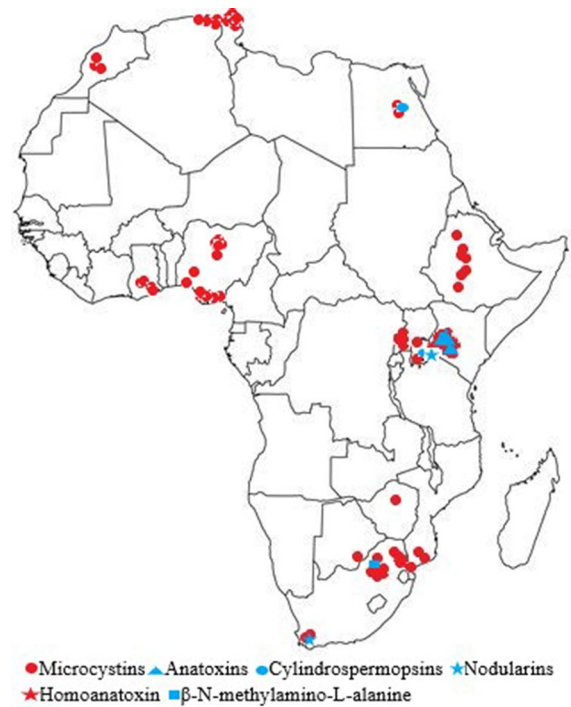 Microcystins Anatoxins Cylindrospermopsins Nodularins
Homoanatoxin β-N-methylamino-L-alanine